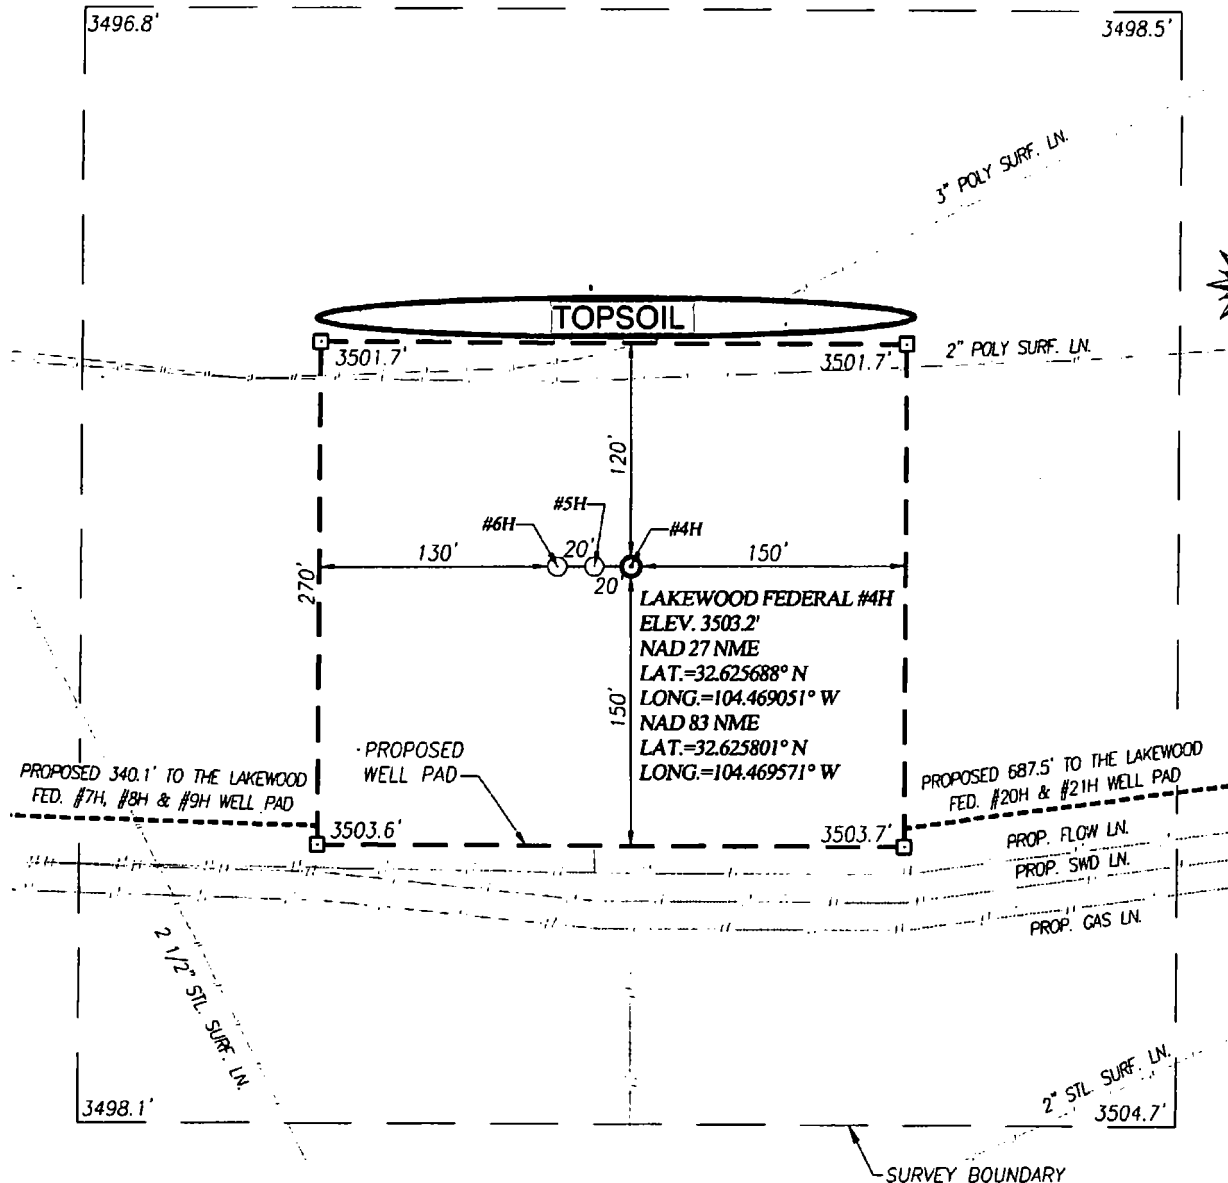 3496.8' 3498.5'
3" POLY SURF. LN.
TOPSOIL
3501.7' 3501.7'
2" POLY SURF. LN.
120'
#5H
#6H #4H
130' 20' 150'
20'
270'
LAKEWOOD FEDERAL #4H
ELEV. 3503.2'
NAD 27 NME
LAT.=32.625688° N
LONG.=104.469051° W
NAD 83 NME
LAT.=32.625801° N
LONG.=104.469571° W
150'
PROPOSED
WELL PAD
PROPOSED 340.1' TO THE LAKEWOOD
FED. #7H, #8H & #9H WELL PAD
PROPOSED 687.5' TO THE LAKEWOOD
FED. #20H & #21H WELL PAD
3503.6' 3503.7'
PROP. FLOW LN.
PROP. SWD LN.
PROP. GAS LN.
2 1/2" STL. SURF. LN.
2" STL. SURF. LN.
3498.1' 3504.7'
SURVEY BOUNDARY